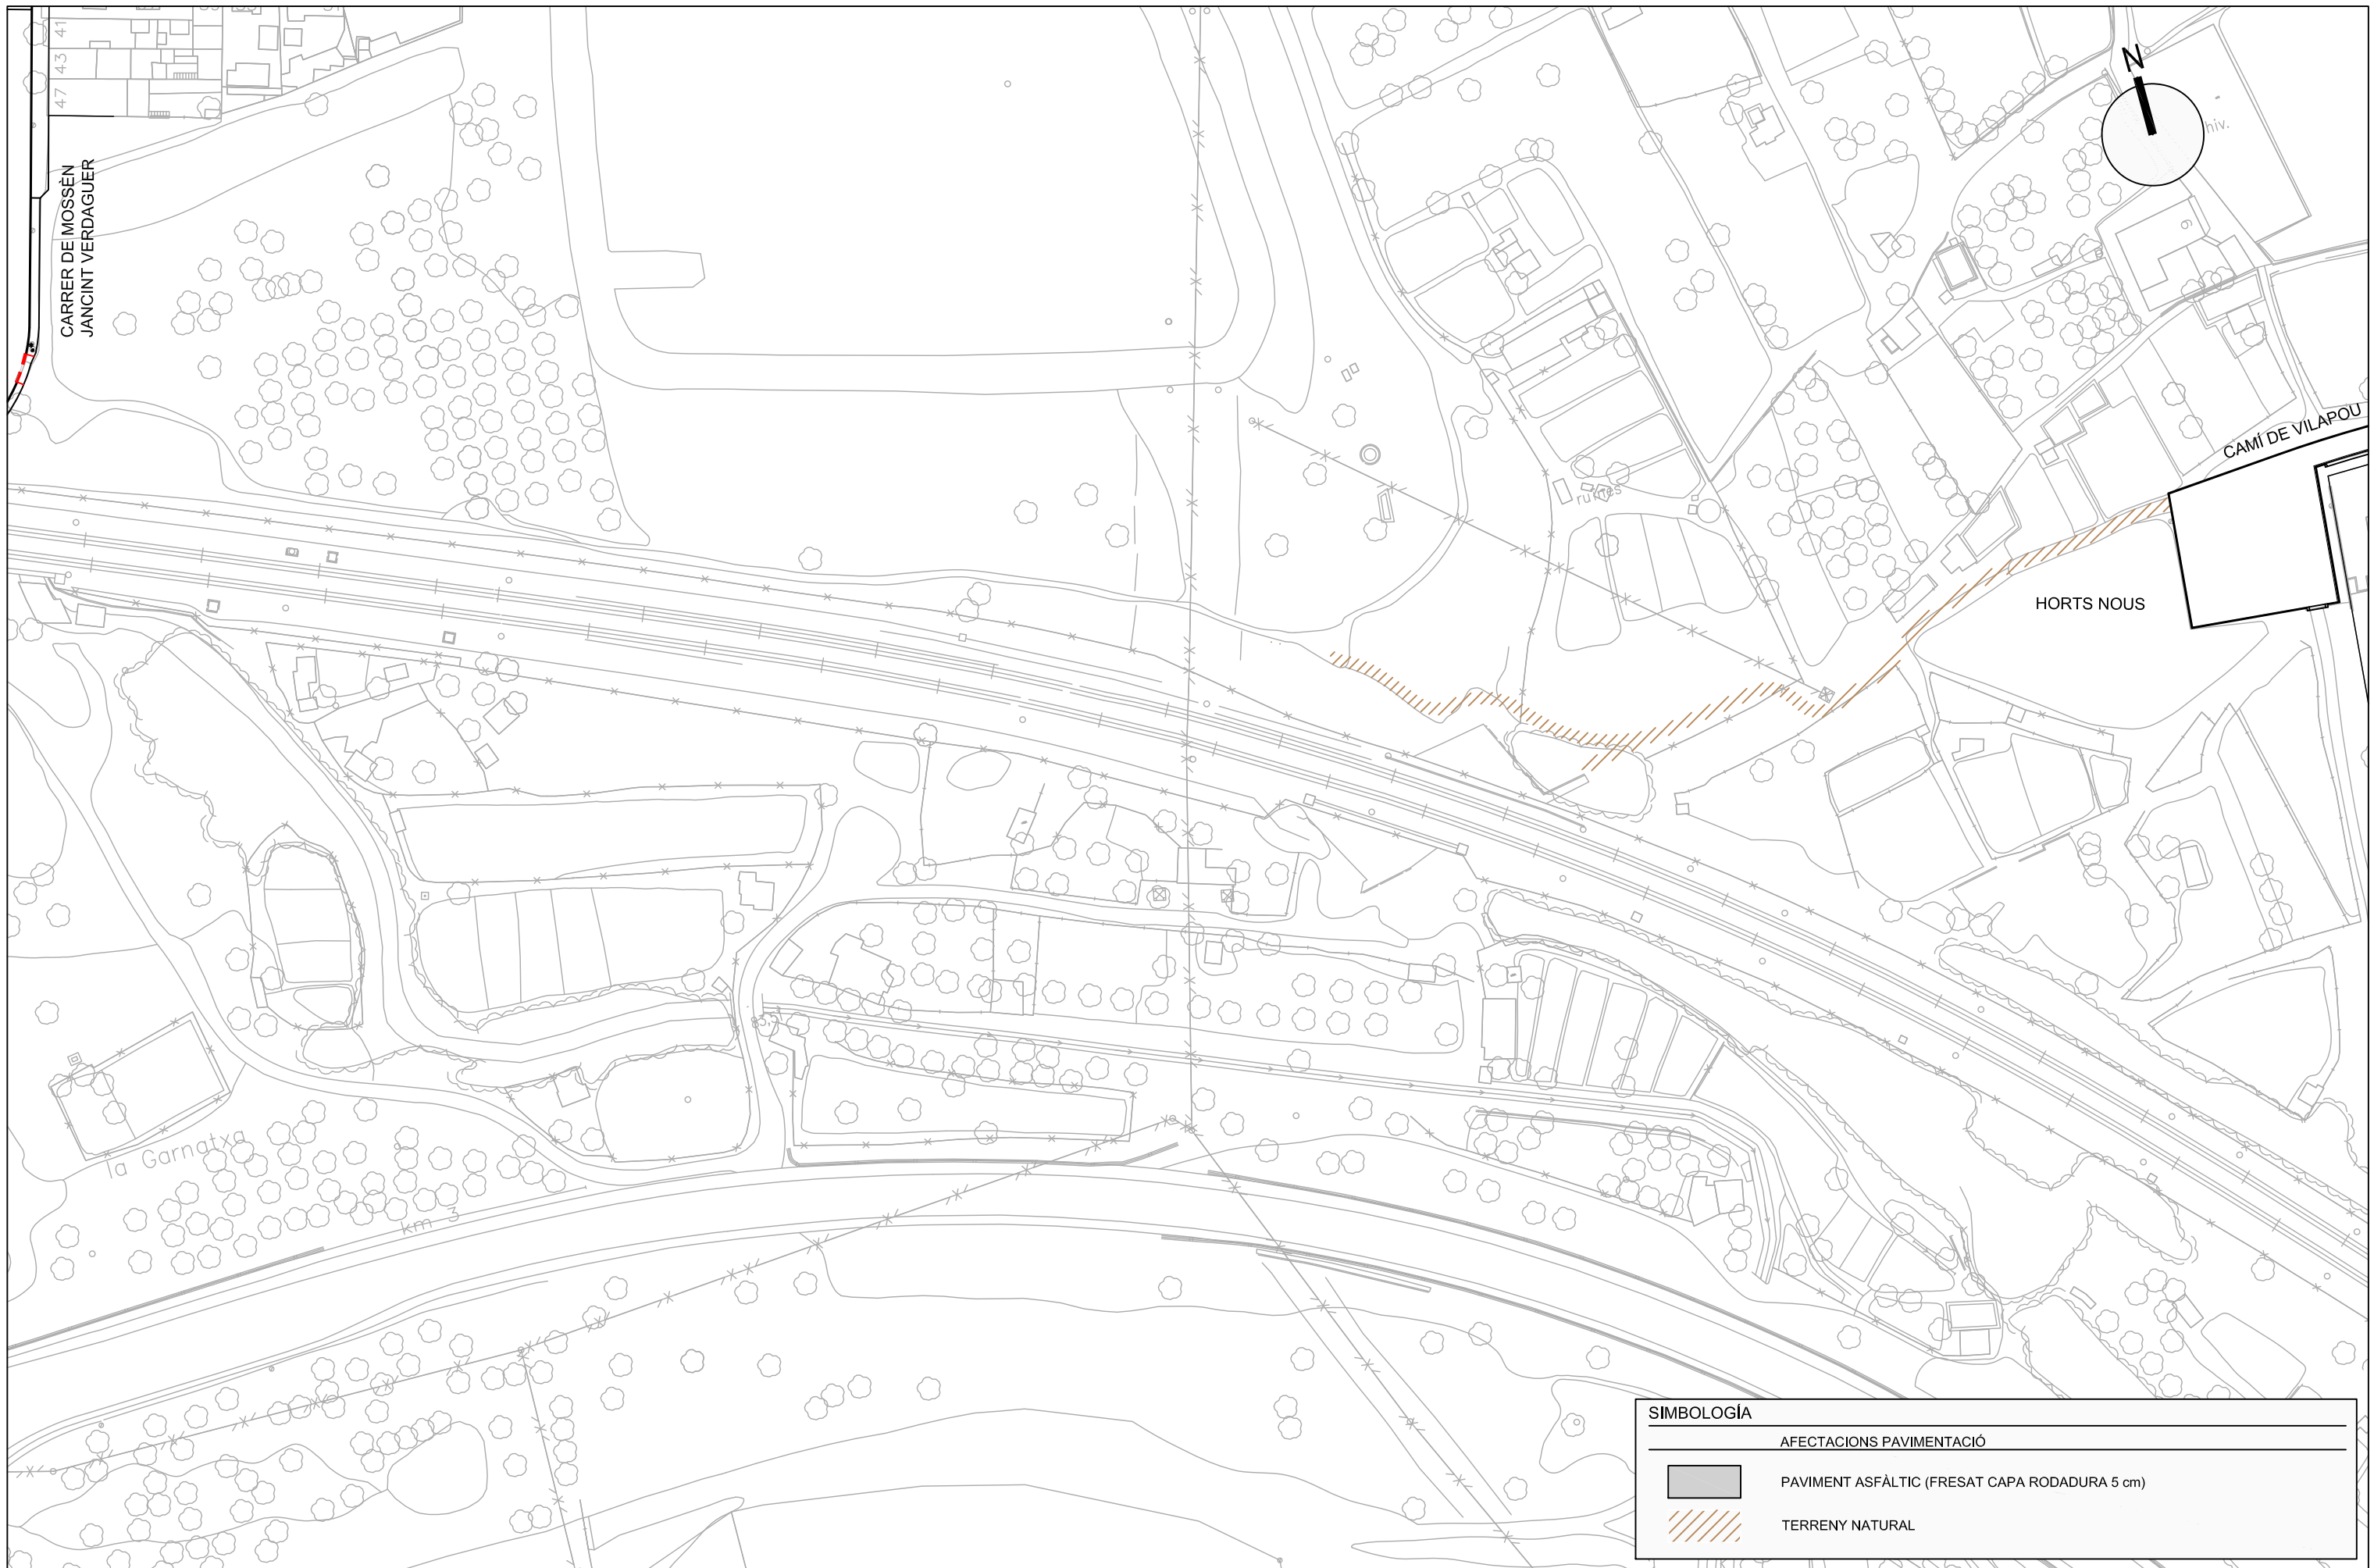 41
43
47
CARRER DE MOSSÈN
JANCINT VERDAGUER
N
hiv.
CAMÍ DE VILAPOU
ruïnes
HORTS NOUS
la Garnatxa
km 3
SIMBOLOGÍA
AFECTACIONS PAVIMENTACIÓ
PAVIMENT ASFÀLTIC (FRESAT CAPA RODADURA 5 cm)
TERRENY NATURAL